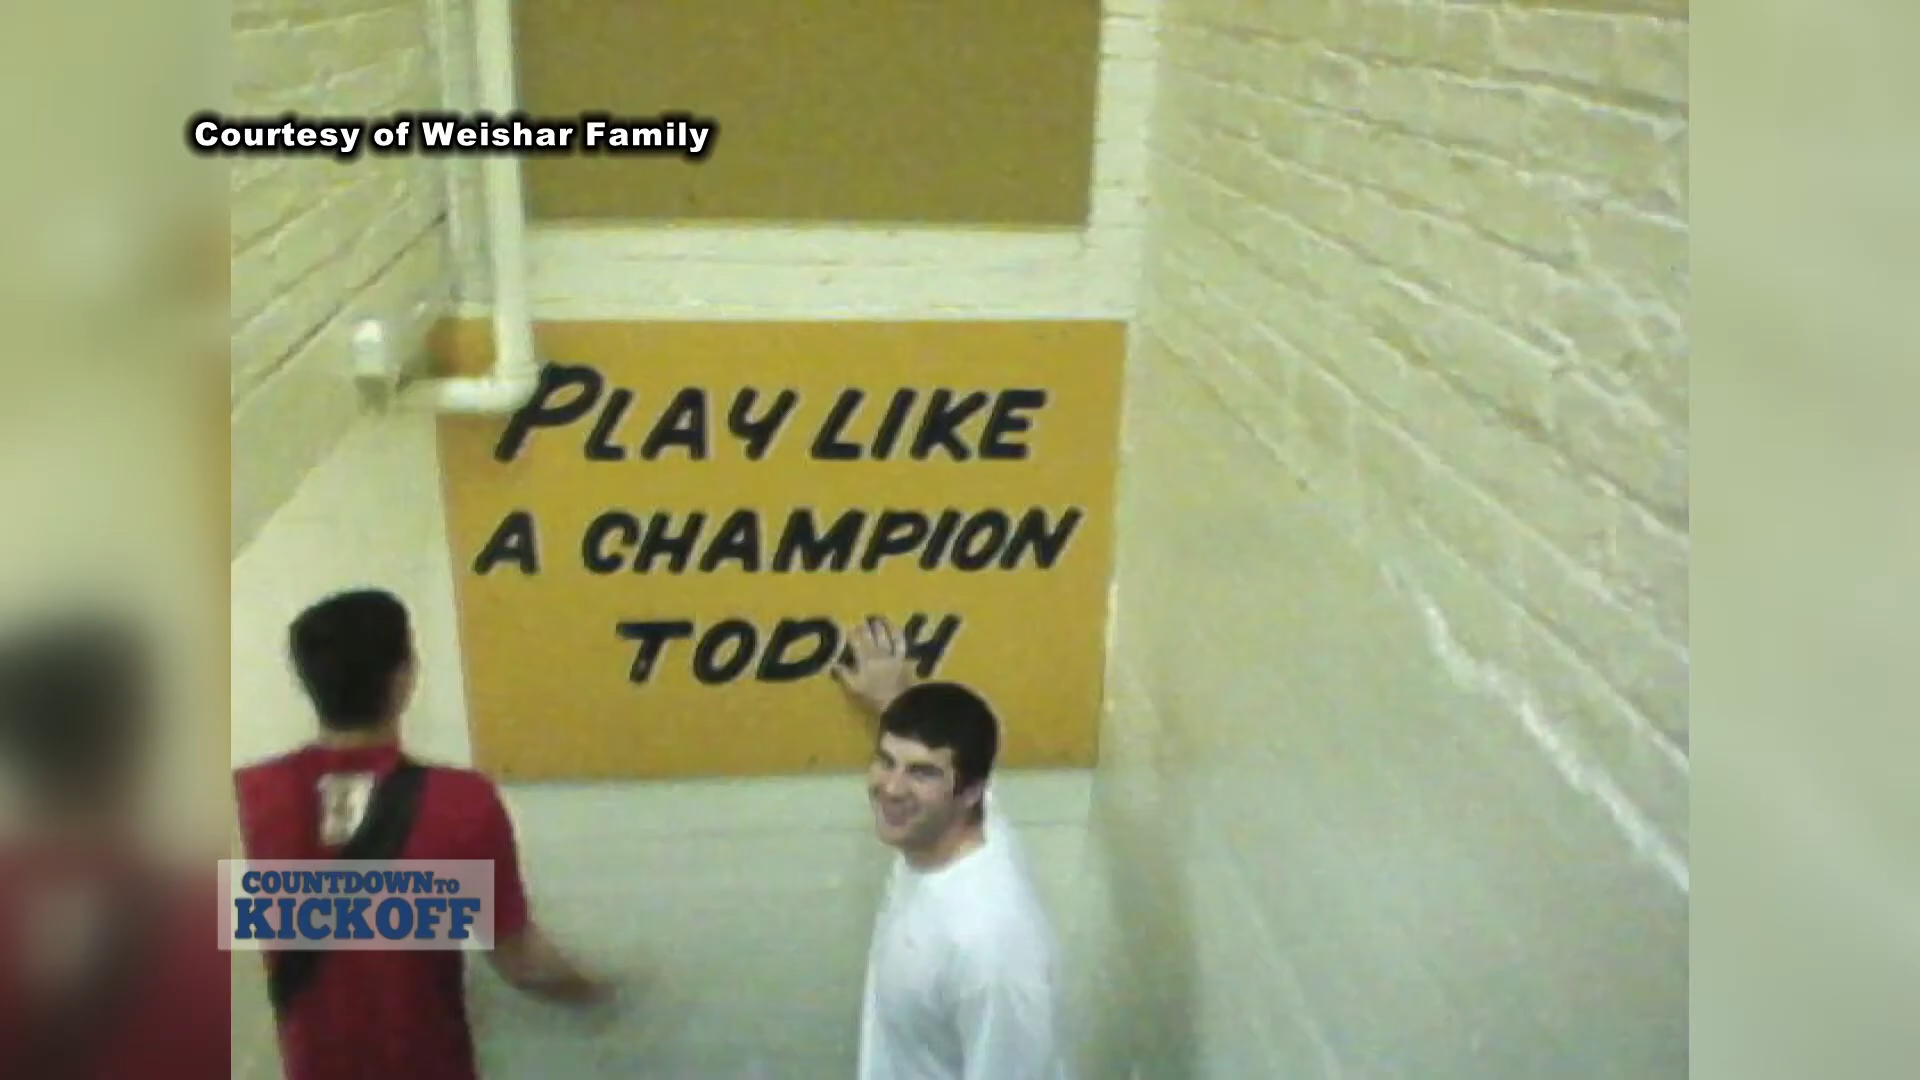 Courtesy of Weishar Family
PLAY LIKE
A CHAMPION
TODAY
COUNTDOWN TO
KICKOFF